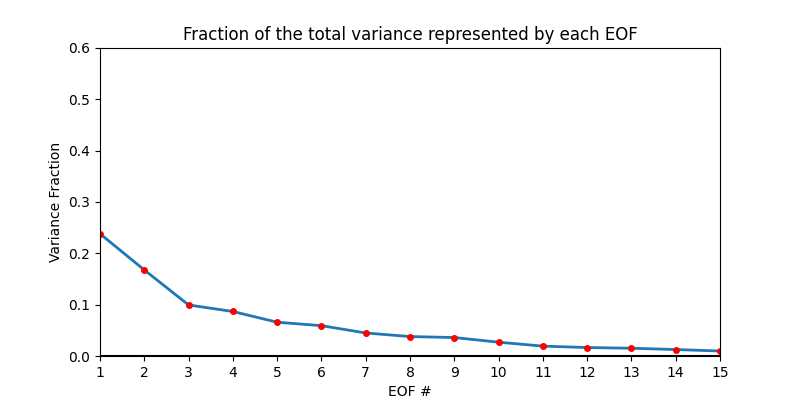 Fraction of the total variance represented by each EOF
0.6
0.5
0.4
0.3
0.2
0.1
0.0
Variance Fraction
1 2 3 4 5 6 7 8 9 10 11 12 13 14 15
EOF #